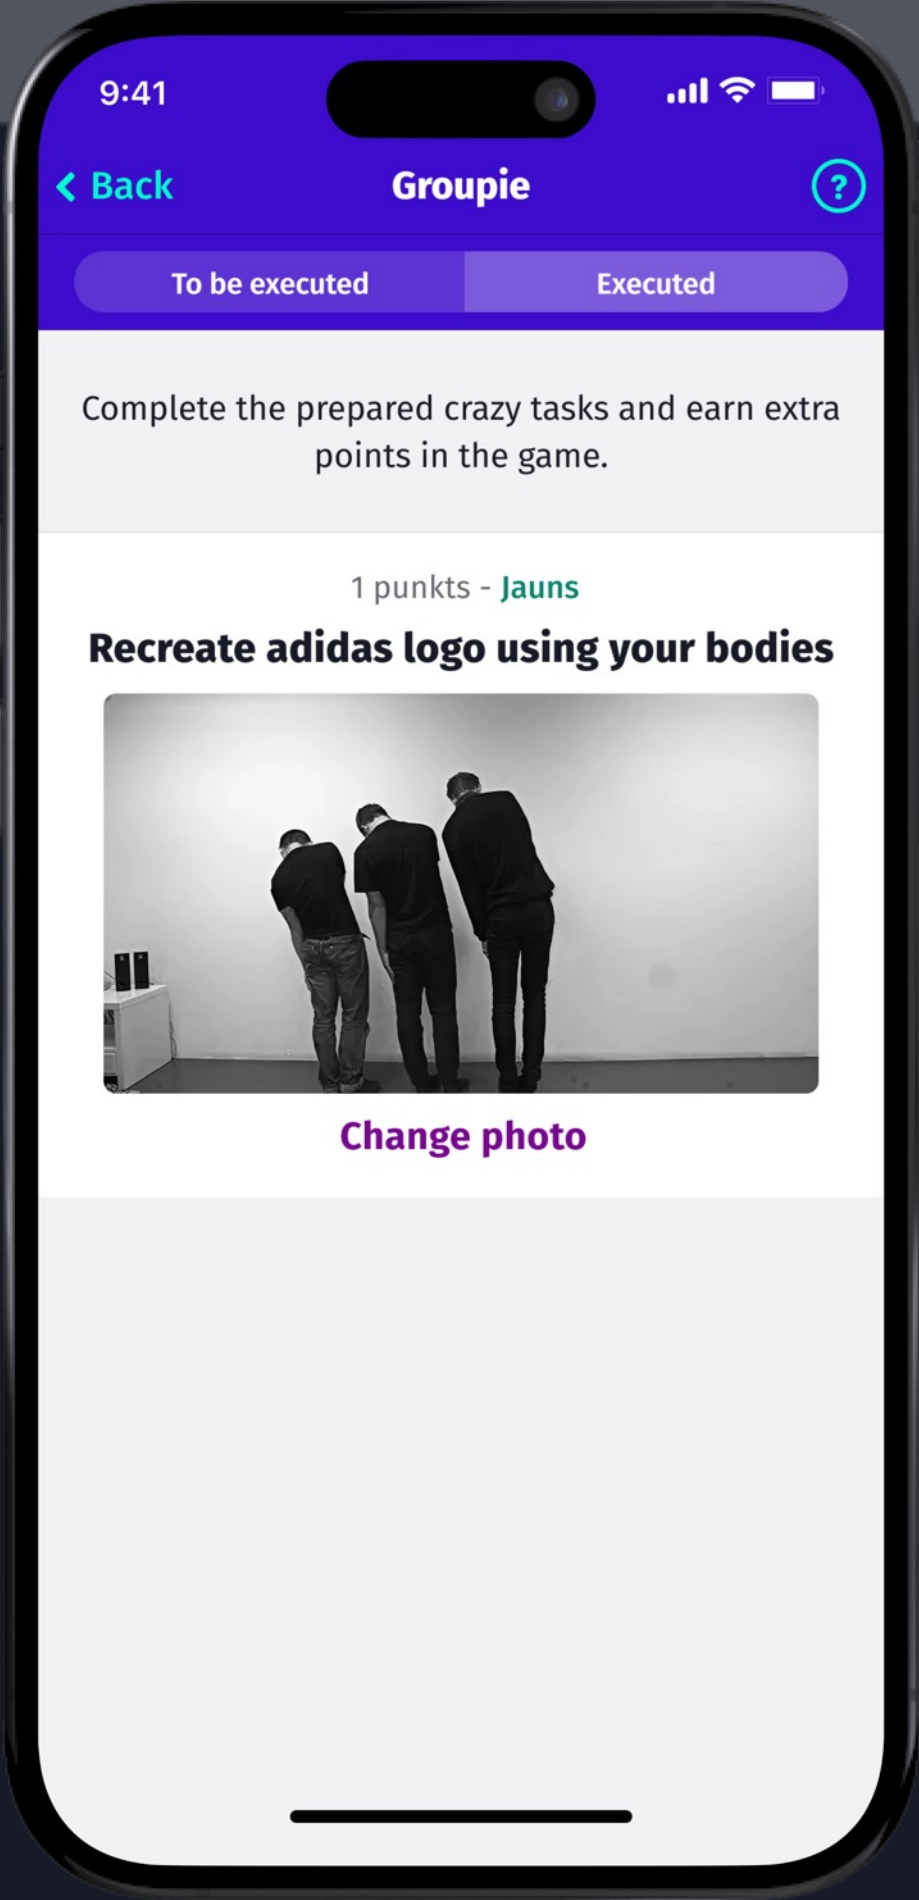 9:41
Back
Groupie
?
To be executed
Executed
Complete the prepared crazy tasks and earn extra
points in the game.
1 punkts - Jauns
Recreate adidas logo using your bodies
Change photo